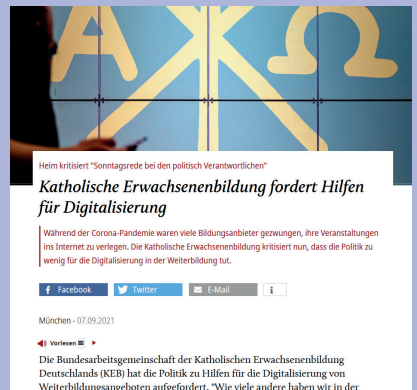 A Ω
Heim kritisiert "Sonntagsrede bei den politisch Verantwortlichen"
Katholische Erwachsenenbildung fordert Hilfen
für Digitalisierung
Während der Corona-Pandemie waren viele Bildungsanbieter gezwungen, ihre Veranstaltungen
ins Internet zu verlegen. Die Katholische Erwachsenenbildung kritisiert nun, dass die Politik zu
wenig für die Digitalisierung in der Weiterbildung tut.
Facebook Twitter E-Mail i
München - 07.09.2021
Vorlesen
Die Bundesarbeitsgemeinschaft der Katholischen Erwachsenenbildung
Deutschlands (KEB) hat die Politik zu Hilfen für die Digitalisierung von
Weiterbildungsangeboten aufgefordert. "Wie viele andere haben wir in der